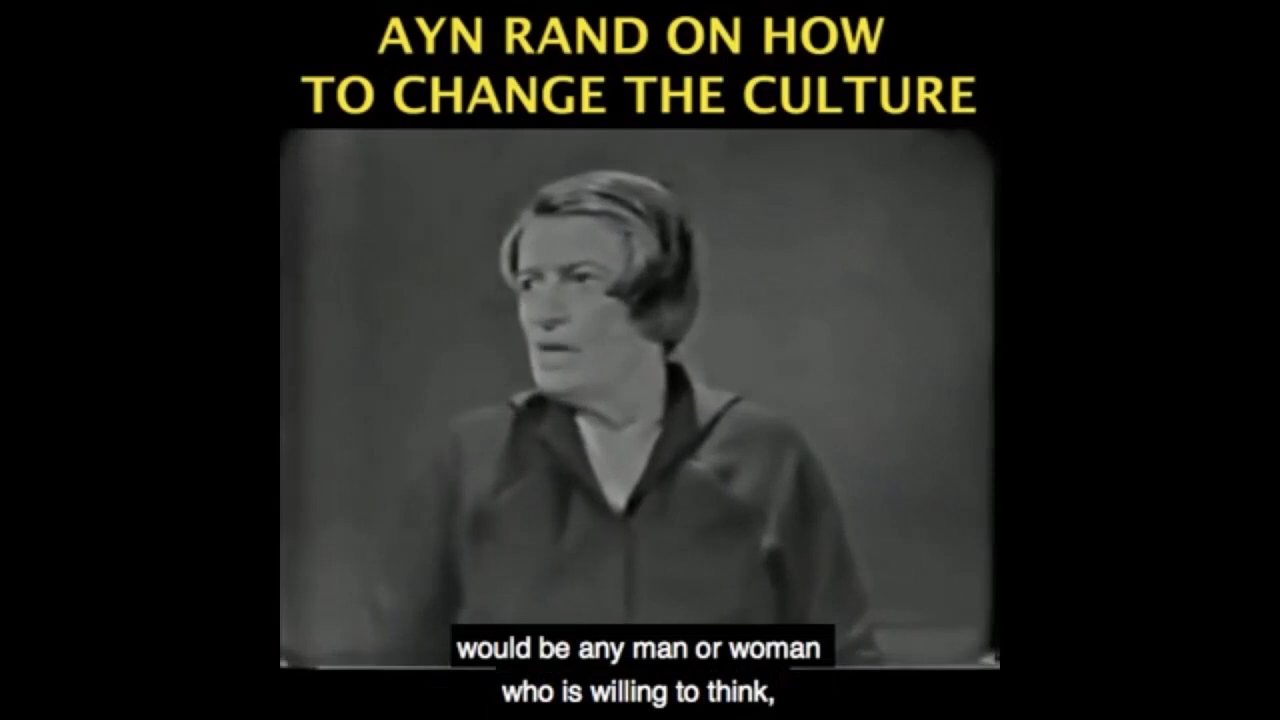 AYN RAND ON HOW
TO CHANGE THE CULTURE
would be any man or woman
who is willing to think,